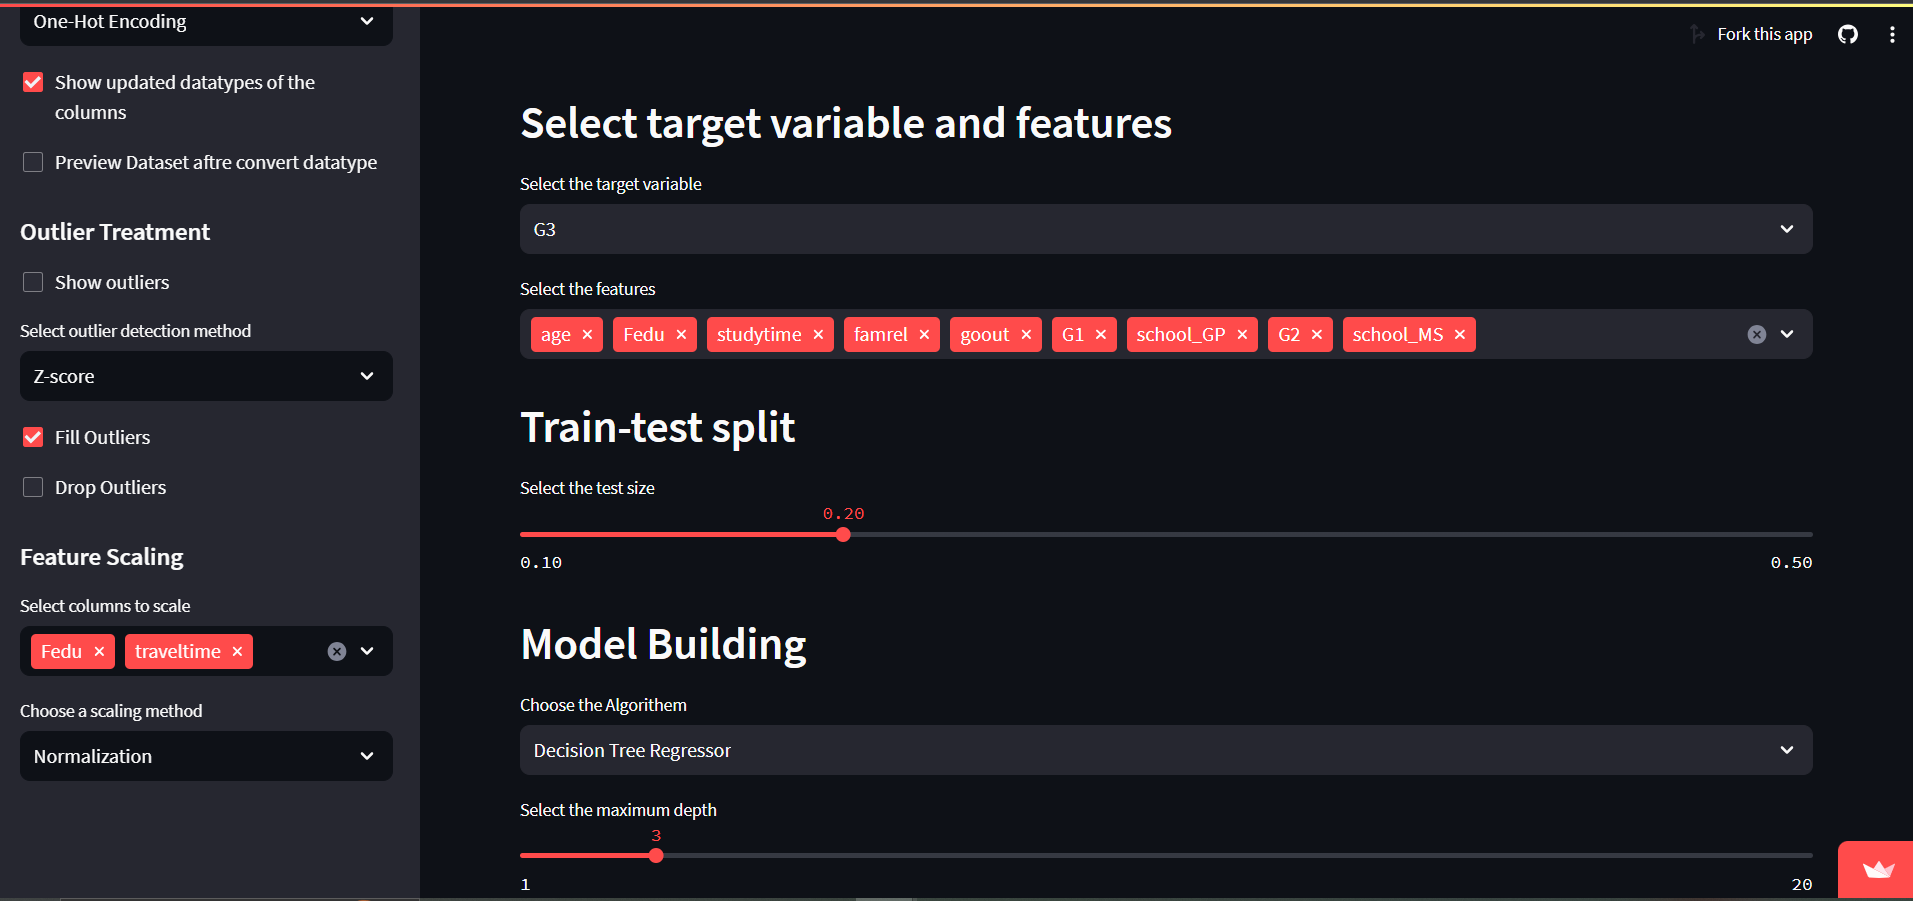 One-Hot Encoding
Show updated datatypes of the
columns
Preview Dataset aftre convert datatype
Outlier Treatment
Show outliers
Select outlier detection method
Z-score
Fill Outliers
Drop Outliers
Feature Scaling
Select columns to scale
Fedu traveltime
Choose a scaling method
Normalization
Fork this app
Select target variable and features
Select the target variable
G3
Select the features
age Fedu studytime famrel goout G1 school_GP G2 school_MS
Train-test split
Select the test size
0.20
0.10 0.50
Model Building
Choose the Algorithem
Decision Tree Regressor
Select the maximum depth
3
1 20